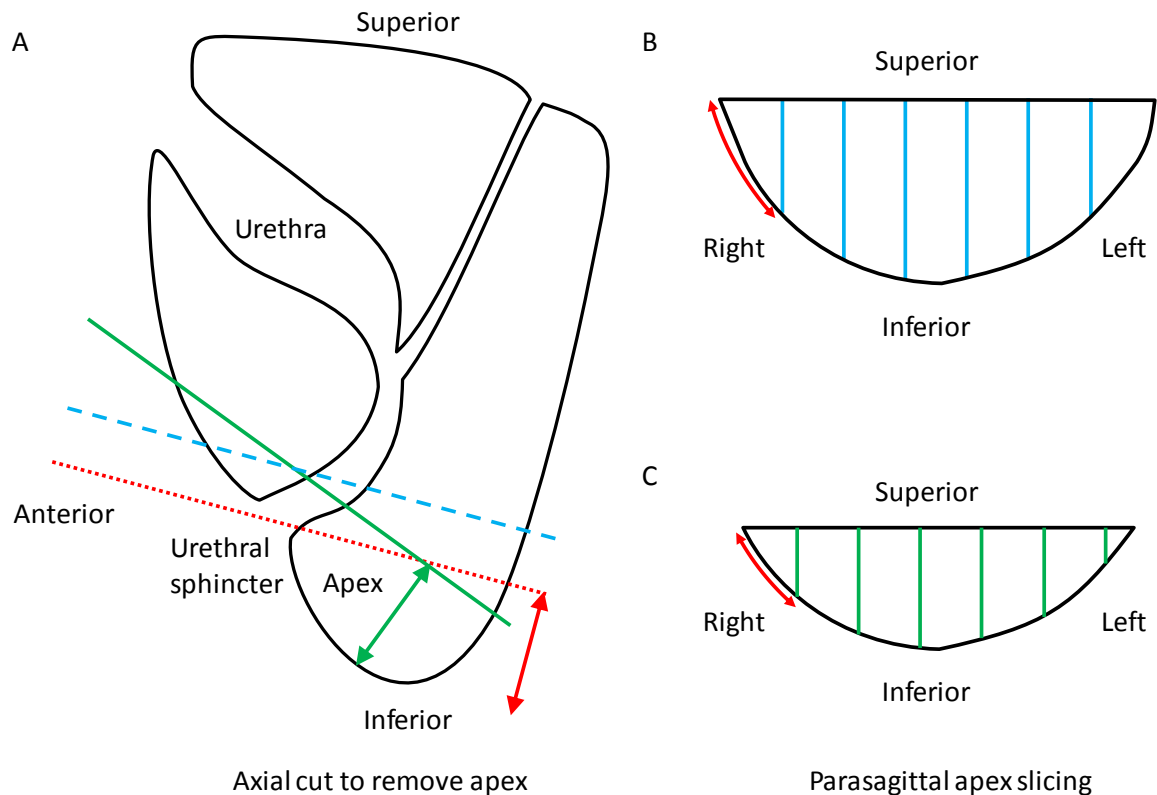 A
Superior
Urethra
Anterior
Urethral
sphincter
Apex
Inferior
Axial cut to remove apex
B
Superior
Right
Left
Inferior
C
Superior
Right
Left
Inferior
Parasagittal apex slicing